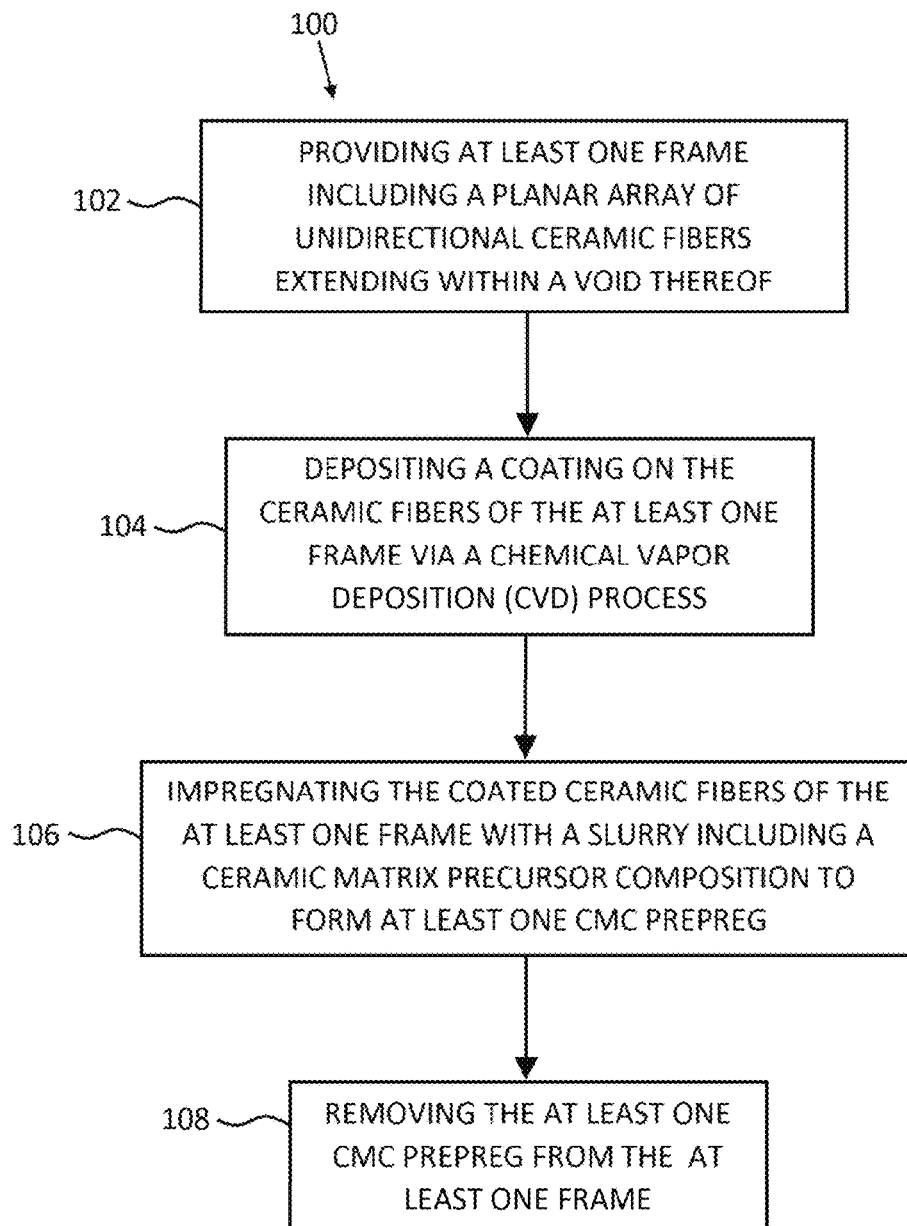 100
102
PROVIDING AT LEAST ONE FRAME
INCLUDING A PLANAR ARRAY OF
UNIDIRECTIONAL CERAMIC FIBERS
EXTENDING WITHIN A VOID THEREOF
104
DEPOSITING A COATING ON THE
CERAMIC FIBERS OF THE AT LEAST ONE
FRAME VIA A CHEMICAL VAPOR
DEPOSITION (CVD) PROCESS
106
IMPREGNATING THE COATED CERAMIC FIBERS OF THE
AT LEAST ONE FRAME WITH A SLURRY INCLUDING A
CERAMIC MATRIX PRECURSOR COMPOSITION TO
FORM AT LEAST ONE CMC PREPREG
108
REMOVING THE AT LEAST ONE
CMC PREPREG FROM THE AT
LEAST ONE FRAME